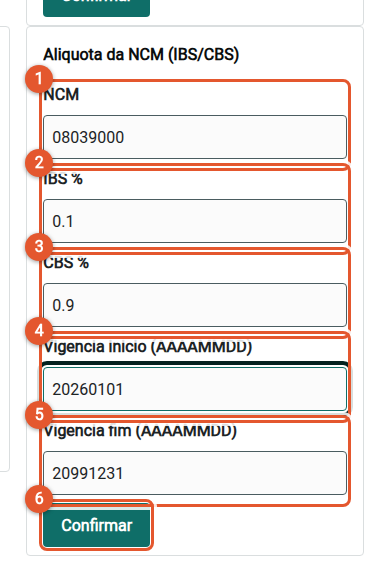 Aliquota da NCM (IBS/CBS)
1
NCM
08039000
2
IBS %
0.1
3
CBS %
0.9
4
Vigencia inicio (AAAAMMDD)
20260101
5
Vigencia fim (AAAAMMDD)
20991231
6
Confirmar